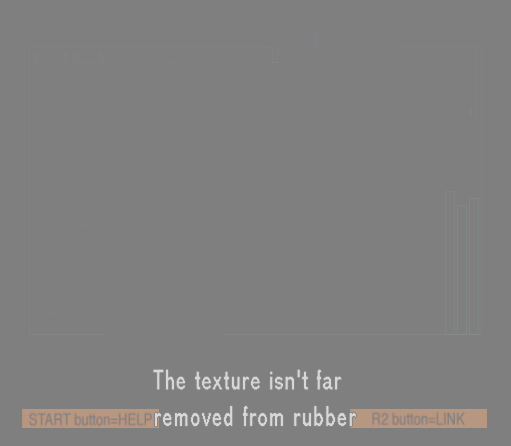 The texture isn't far
START button=HELP removed from rubber R2 button=LINK